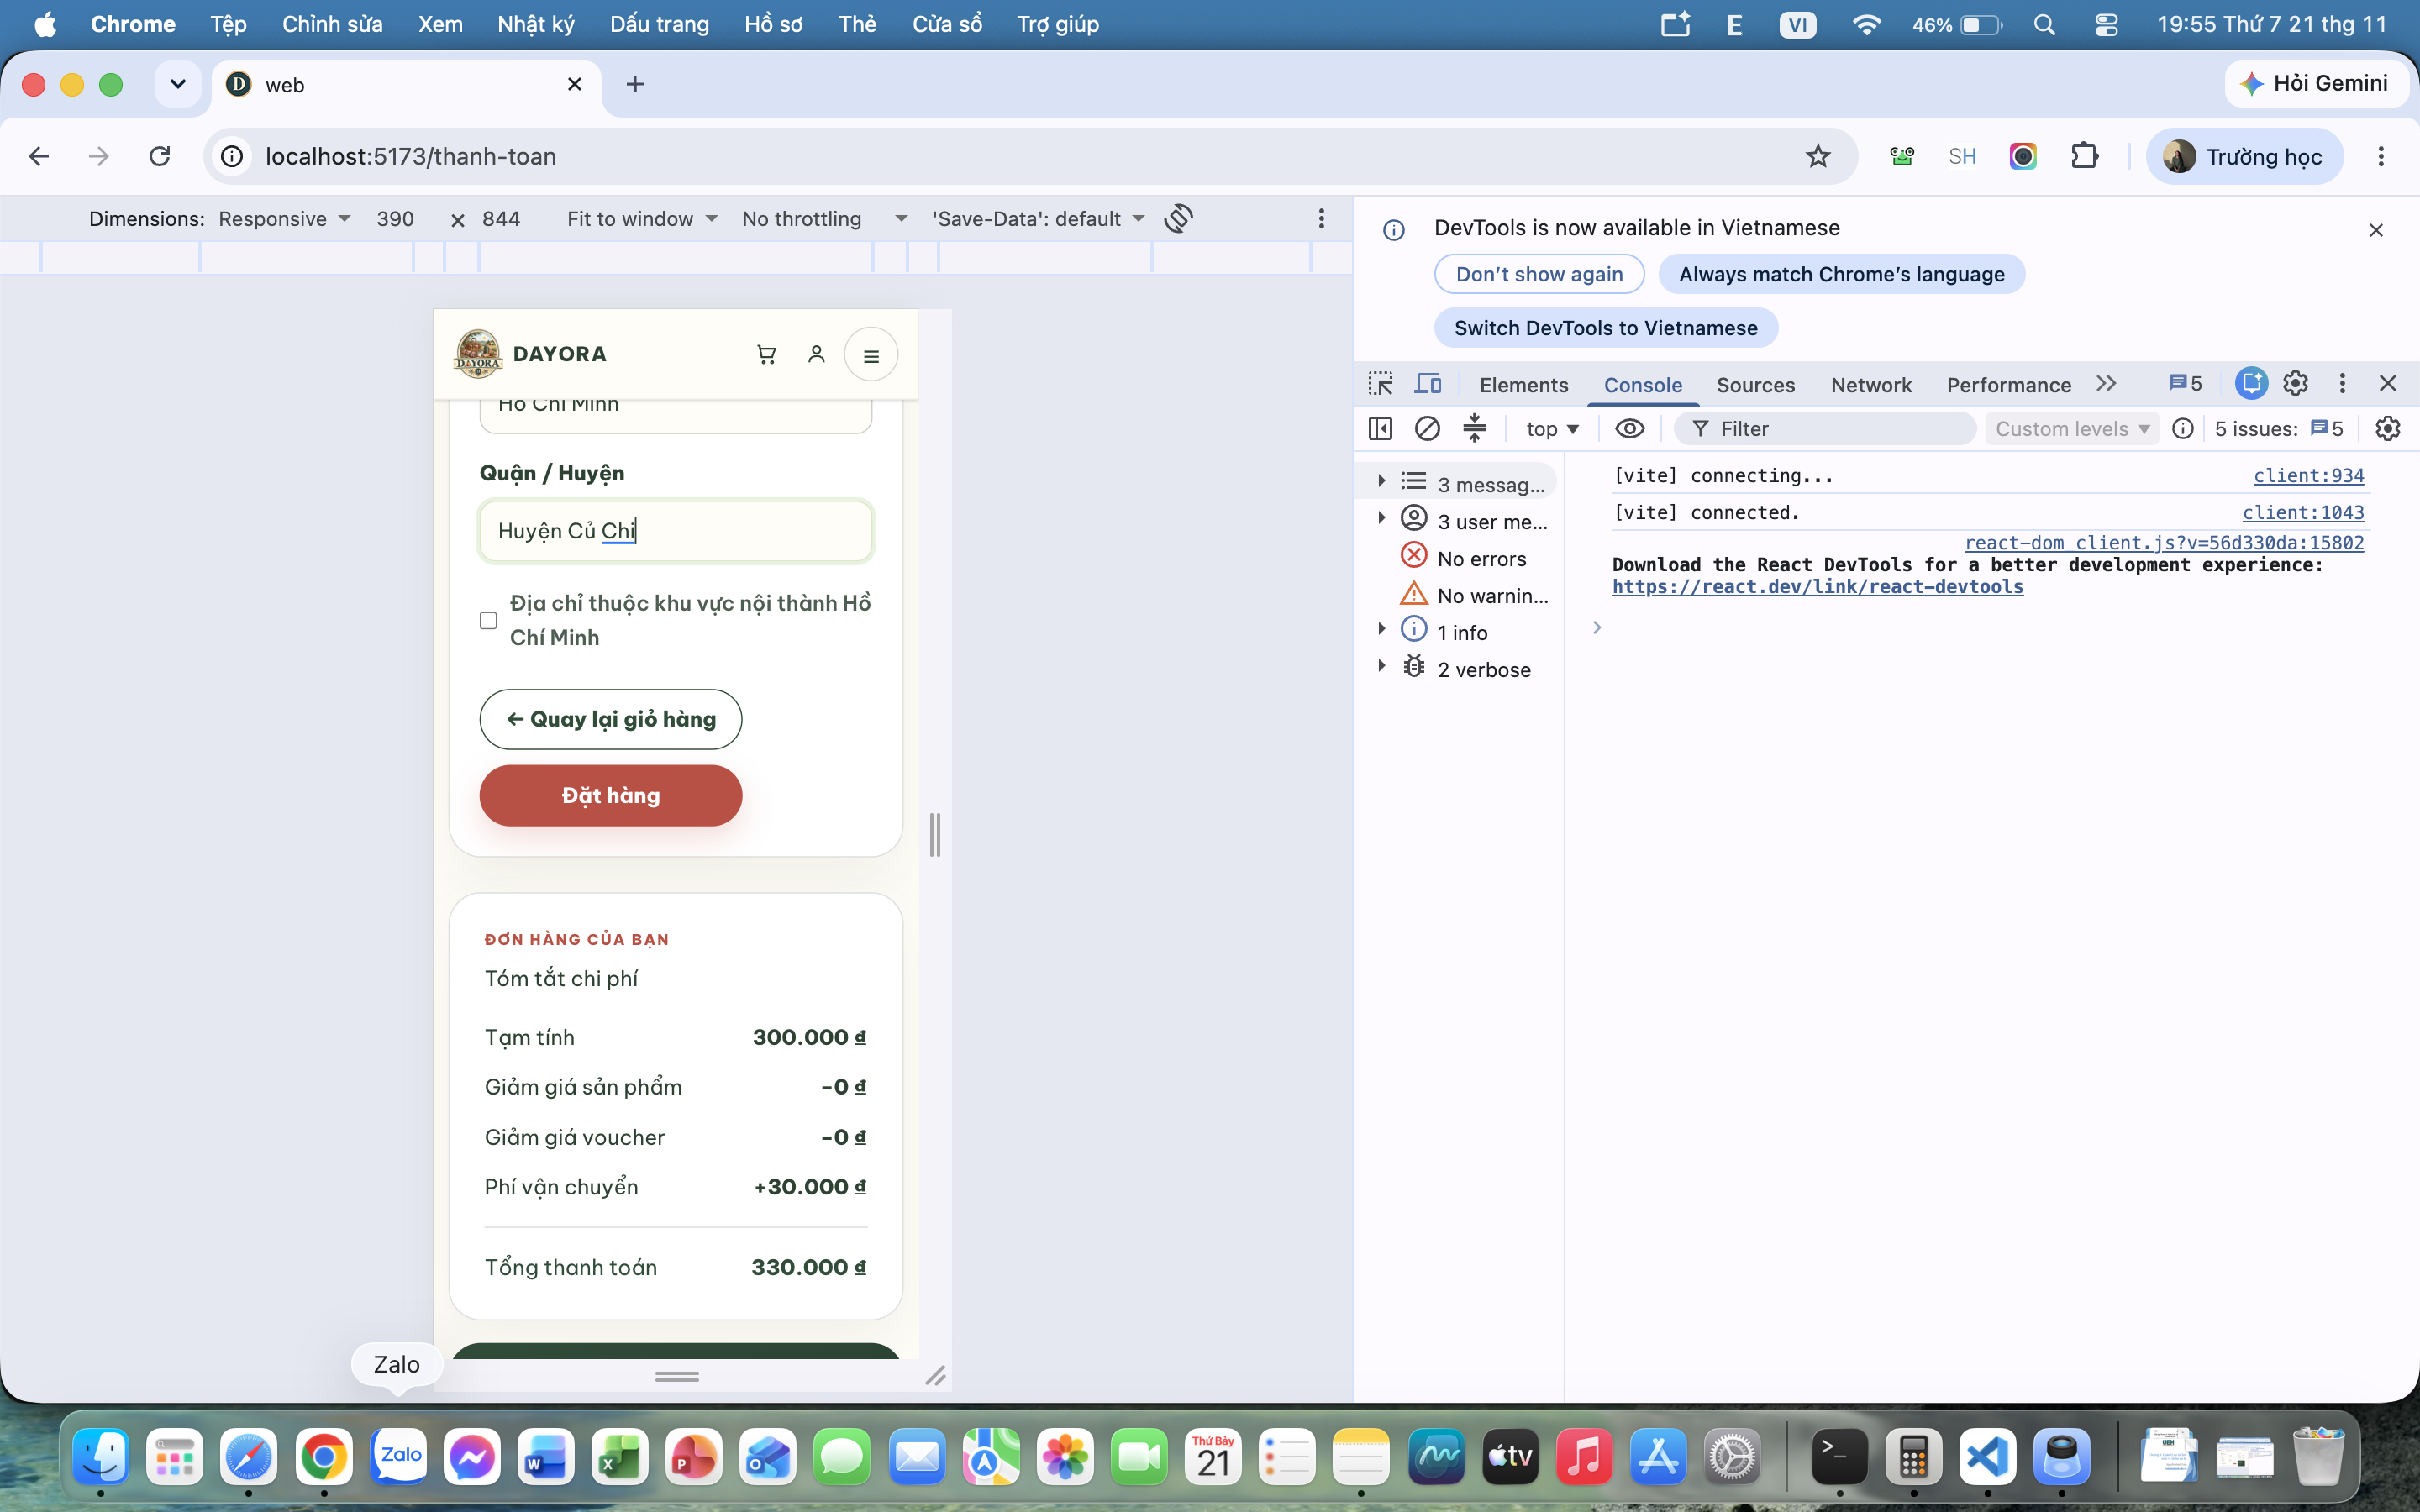 Chrome Tệp Chỉnh sửa Xem Nhật ký Dấu trang Hồ sơ Thẻ Cửa sổ Trợ giúp E VI 46% 19:55 Thứ 7 21 thg 11
D web Hỏi Gemini
localhost:5173/thanh-toan SH Trường học
Dimensions: Responsive 390 × 844 Fit to window No throttling 'Save-Data': default
DAYORA DAYORA
Hồ Chí Minh
Quận / Huyện
Huyện Củ Chi
Địa chỉ thuộc khu vực nội thành Hồ
Chí Minh
← Quay lại giỏ hàng
Đặt hàng
ĐƠN HÀNG CỦA BẠN
Tóm tắt chi phí
Tạm tính 300.000 ₫
Giảm giá sản phẩm -0 ₫
Giảm giá voucher -0 ₫
Phí vận chuyển +30.000 ₫
Tổng thanh toán 330.000 ₫
DevTools is now available in Vietnamese
Don’t show again Always match Chrome’s language
Switch DevTools to Vietnamese
Elements Console Sources Network Performance 5
top Filter Custom levels 5 issues: 5
3 messag...
3 user me...
No errors
No warnin...
1 info
2 verbose
[vite] connecting... client:934
[vite] connected. client:1043
react-dom_client.js?v=56d330da:15802
Download the React DevTools for a better development experience:
https://react.dev/link/react-devtools
Zalo
Zalo W X P O Thứ Bảy 21 tv